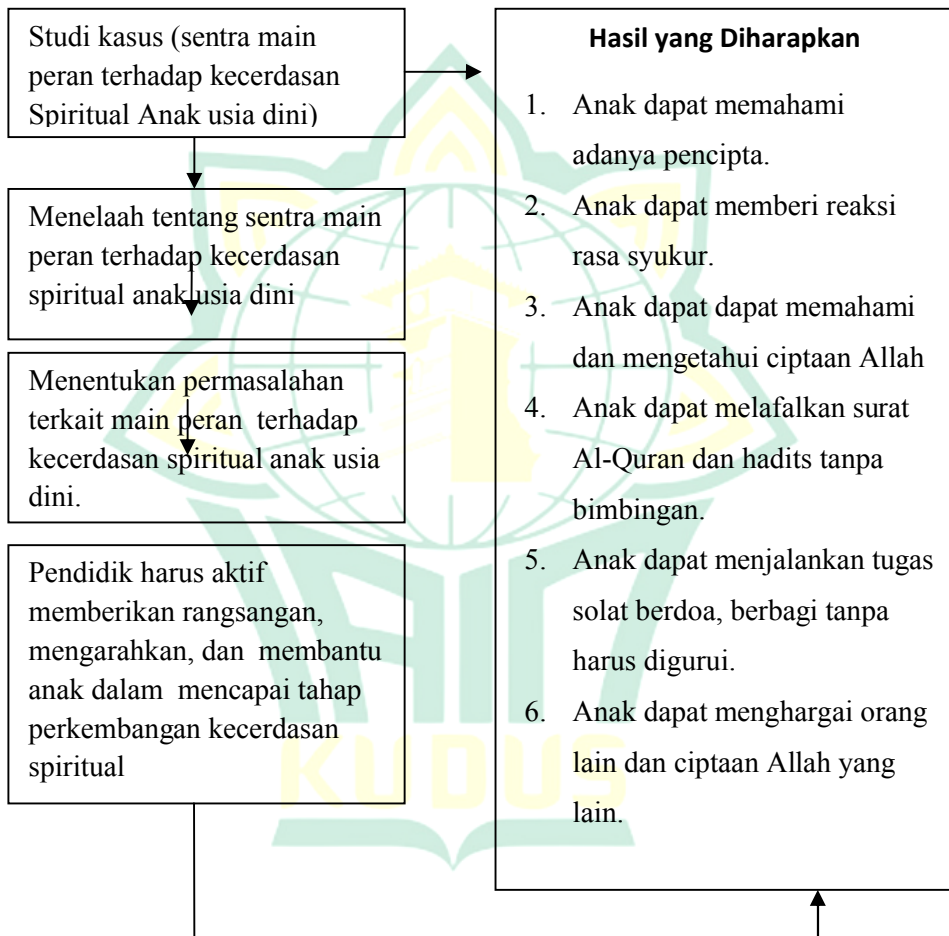 Studi kasus (sentra main
peran terhadap kecerdasan
Spiritual Anak usia dini)
Menelaah tentang sentra main
peran terhadap kecerdasan
spiritual anak usia dini
Menentukan permasalahan
terkait main peran terhadap
kecerdasan spiritual anak usia
dini.
Pendidik harus aktif
memberikan rangsangan,
mengarahkan, dan membantu
anak dalam mencapai tahap
perkembangan kecerdasan
spiritual
Hasil yang Diharapkan
1. Anak dapat memahami
adanya pencipta.
2. Anak dapat memberi reaksi
rasa syukur.
3. Anak dapat dapat memahami
dan mengetahui ciptaan Allah
4. Anak dapat melafalkan surat
Al-Quran dan hadits tanpa
bimbingan.
5. Anak dapat menjalankan tugas
solat berdoa, berbagi tanpa
harus digurui.
6. Anak dapat menghargai orang
lain dan ciptaan Allah yang
lain.
IAIN
KUDUS